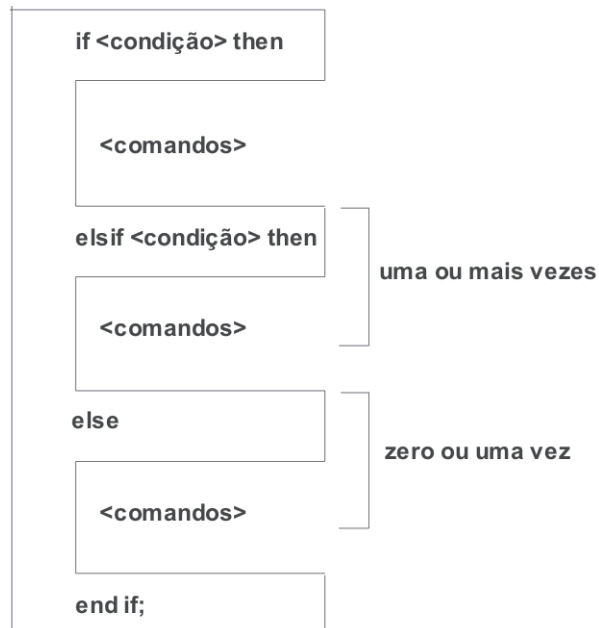 if <condição> then
<comandos>
elsif <condição> then
uma ou mais vezes
<comandos>
else
zero ou uma vez
<comandos>
end if;